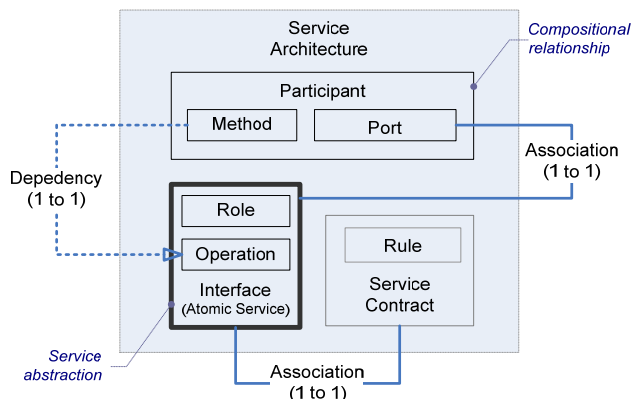 Service
Architecture
Compositional
relationship
Participant
Method
Port
Association
(1 to 1)
Depedency
(1 to 1)
Role
Operation
Interface
(Atomic Service)
Rule
Service
Contract
Service
abstraction
Association
(1 to 1)